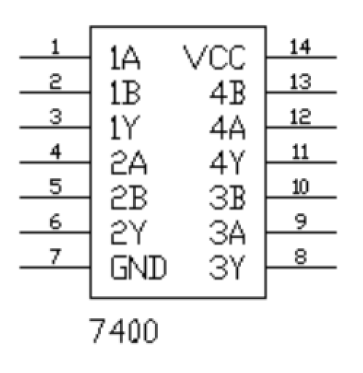 1 1A VCC 14
2 1B 4B 13
3 1Y 4A 12
4 2A 4Y 11
5 2B 3B 10
6 2Y 3A 9
7 GND 3Y 8
7400